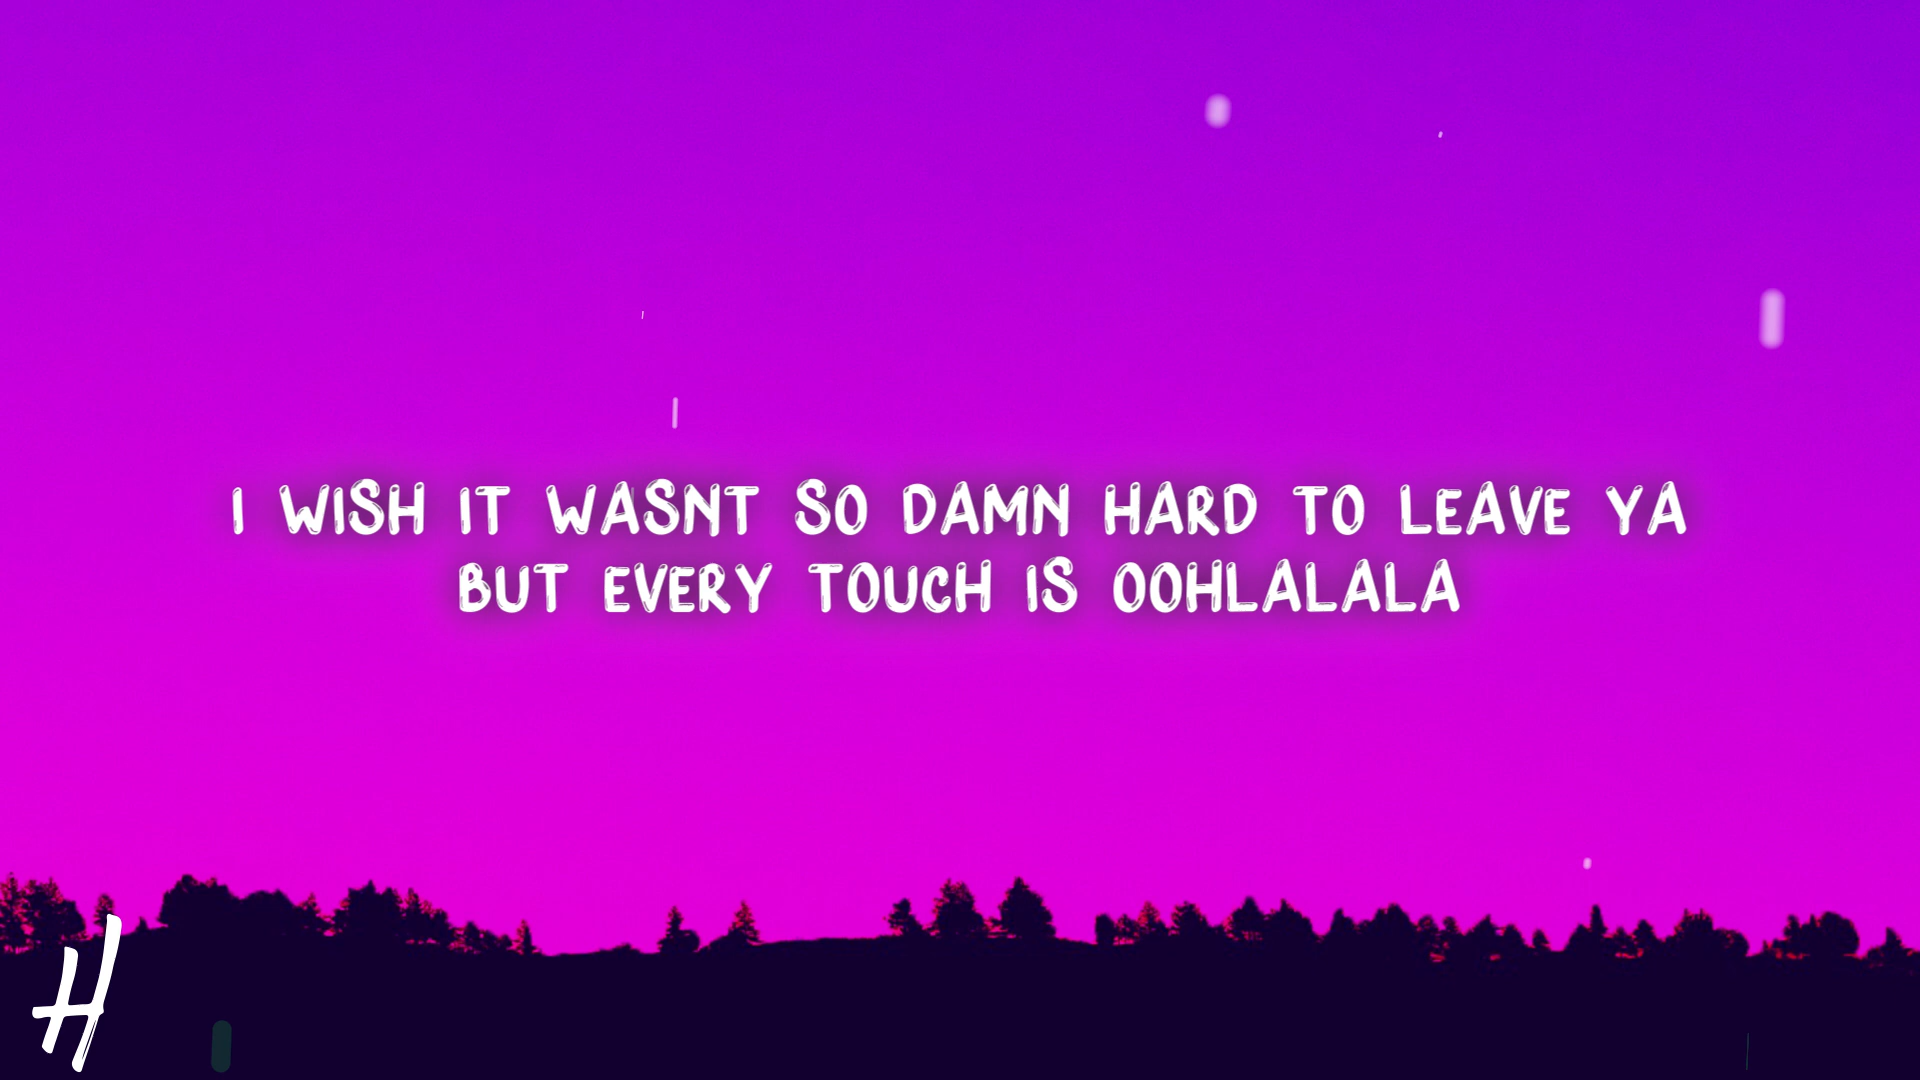 I WISH IT WASNT SO DAMN HARD TO LEAVE YA
BUT EVERY TOUCH IS OOHLALALA
H